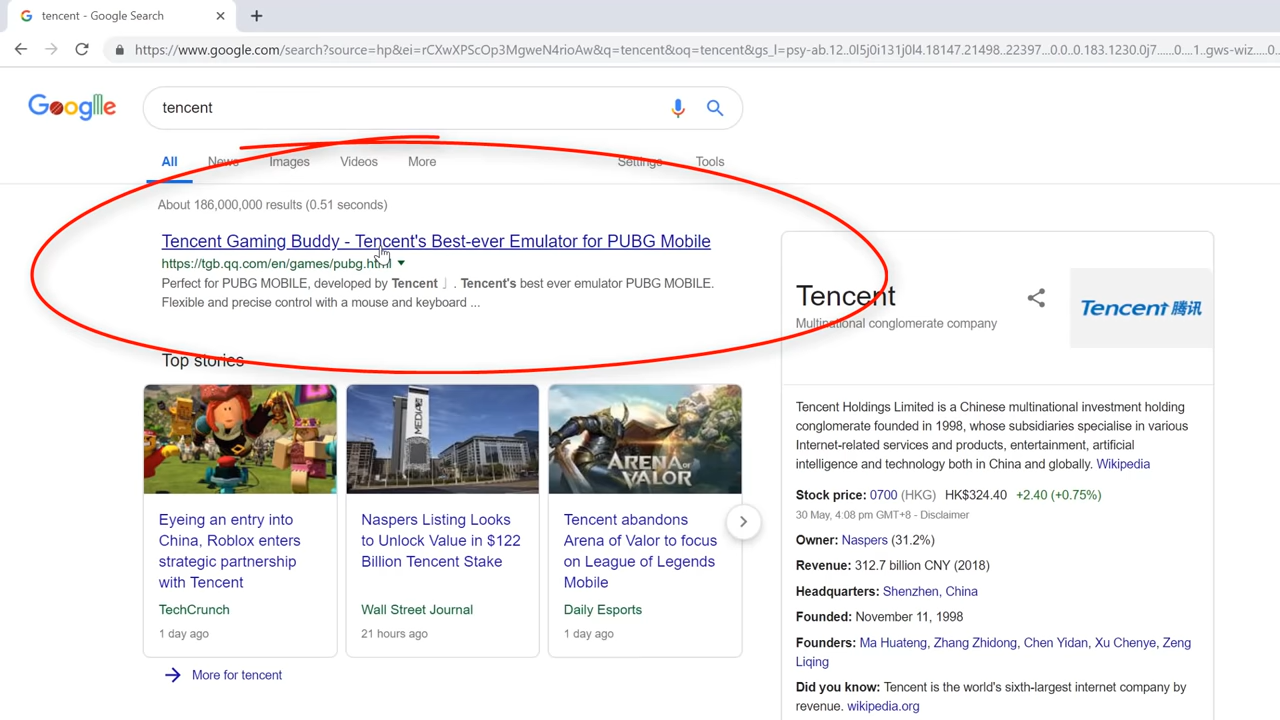 tencent - Google Search
https://www.google.com/search?source=hp&ei=rCXwXPScOp3MgweN4rioAw&q=tencent&oq=tencent&gs_l=psy-ab.12..0l5j0i131j0l4.18147.21498..22397...0.0..0.183.1230.0j7......0....1..gws-wiz.....0..0
Googlle
tencent
All News Images Videos More Settings Tools
About 186,000,000 results (0.51 seconds)
Tencent Gaming Buddy - Tencent's Best-ever Emulator for PUBG Mobile
https://tgb.qq.com/en/games/pubg.html
Perfect for PUBG MOBILE, developed by Tencent 」. Tencent's best ever emulator PUBG MOBILE.
Flexible and precise control with a mouse and keyboard ...
Top stories
MEDIA24
ARENA OF
VALOR
Eyeing an entry into
China, Roblox enters
strategic partnership
with Tencent
TechCrunch
1 day ago
Naspers Listing Looks
to Unlock Value in $122
Billion Tencent Stake
Wall Street Journal
21 hours ago
Tencent abandons
Arena of Valor to focus
on League of Legends
Mobile
Daily Esports
1 day ago
More for tencent
Tencent
Multinational conglomerate company
Tencent 腾讯
Tencent Holdings Limited is a Chinese multinational investment holding
conglomerate founded in 1998, whose subsidiaries specialise in various
Internet-related services and products, entertainment, artificial
intelligence and technology both in China and globally. Wikipedia
Stock price: 0700 (HKG) HK$324.40 +2.40 (+0.75%)
30 May, 4:08 pm GMT+8 - Disclaimer
Owner: Naspers (31.2%)
Revenue: 312.7 billion CNY (2018)
Headquarters: Shenzhen, China
Founded: November 11, 1998
Founders: Ma Huateng, Zhang Zhidong, Chen Yidan, Xu Chenye, Zeng
Liqing
Did you know: Tencent is the world's sixth-largest internet company by
revenue. wikipedia.org